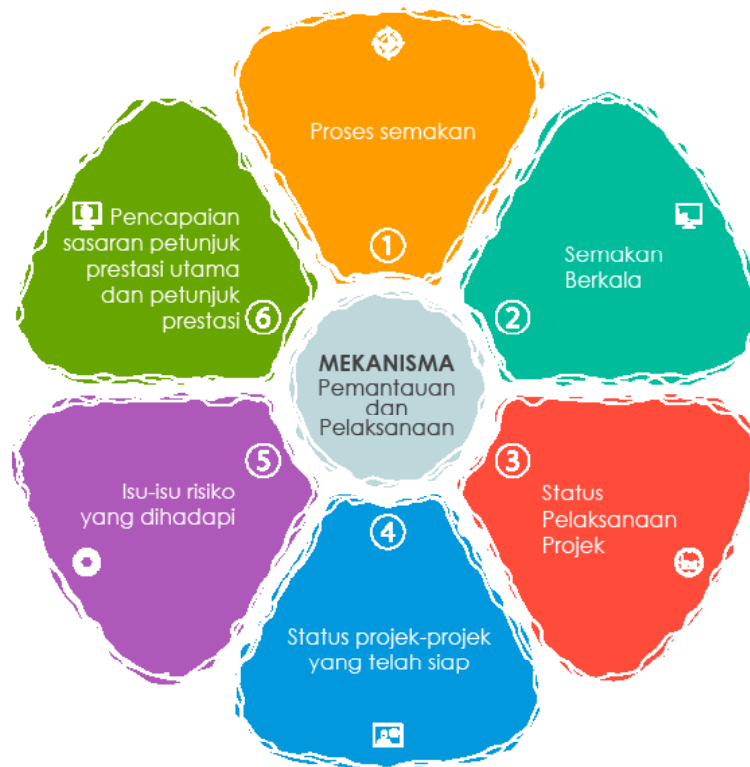 Proses semakan
1
Semakan
Berkala
2
3
Status
Pelaksanaan
Projek
4
Status projek-projek
yang telah siap
5
Isu-isu risiko
yang dihadapi
Pencapaian
sasaran petunjuk
prestasi utama
dan petunjuk
prestasi
6
MEKANISMA
Pemantauan
dan
Pelaksanaan